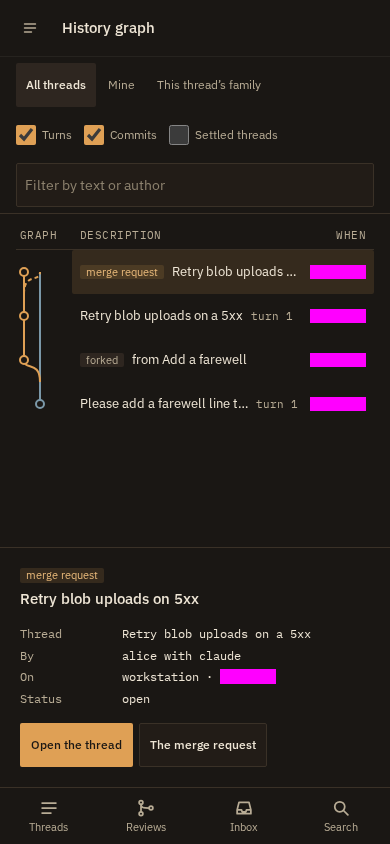 History graph
All threads Mine This thread's family
Turns Commits Settled threads
Filter by text or author
GRAPH DESCRIPTION WHEN
merge request Retry blob uploads ...
Retry blob uploads on a 5xx turn 1
forked from Add a farewell
Please add a farewell line t... turn 1
merge request
Retry blob uploads on 5xx
Thread Retry blob uploads on a 5xx
By alice with claude
On workstation ·
Status open
Open the thread The merge request
Threads Reviews Inbox Search